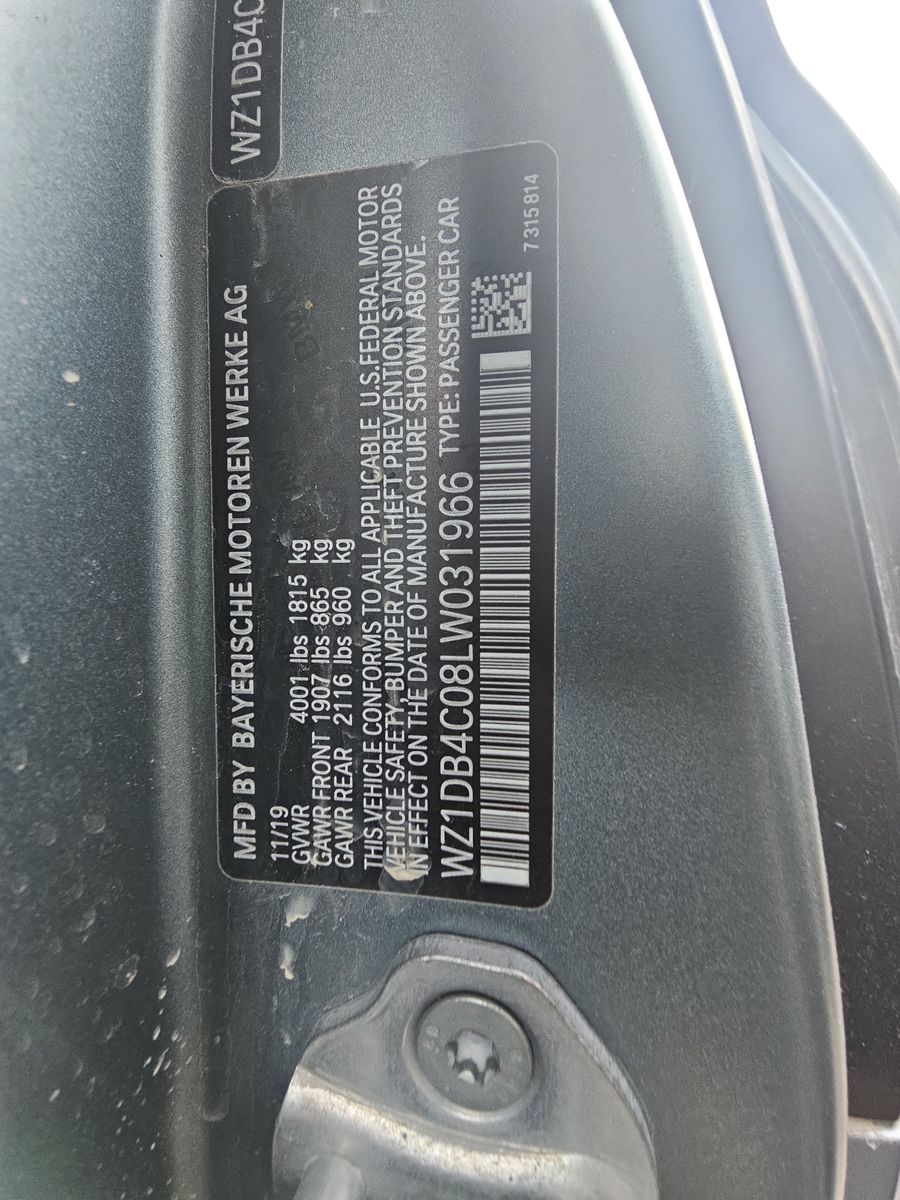 WZ1DB4C
MFD BY BAYERISCHE MOTOREN WERKE AG
11/19
GVWR 4001 lbs 1815 kg
GAWR FRONT 1907 lbs 865 kg
GAWR REAR 2116 lbs 960 kg
THIS VEHICLE CONFORMS TO ALL APPLICABLE U.S.FEDERAL MOTOR
VEHICLE SAFETY, BUMPER AND THEFT PREVENTION STANDARDS
IN EFFECT ON THE DATE OF MANUFACTURE SHOWN ABOVE.
WZ1DB4C08LW031966 TYPE: PASSENGER CAR
7315814